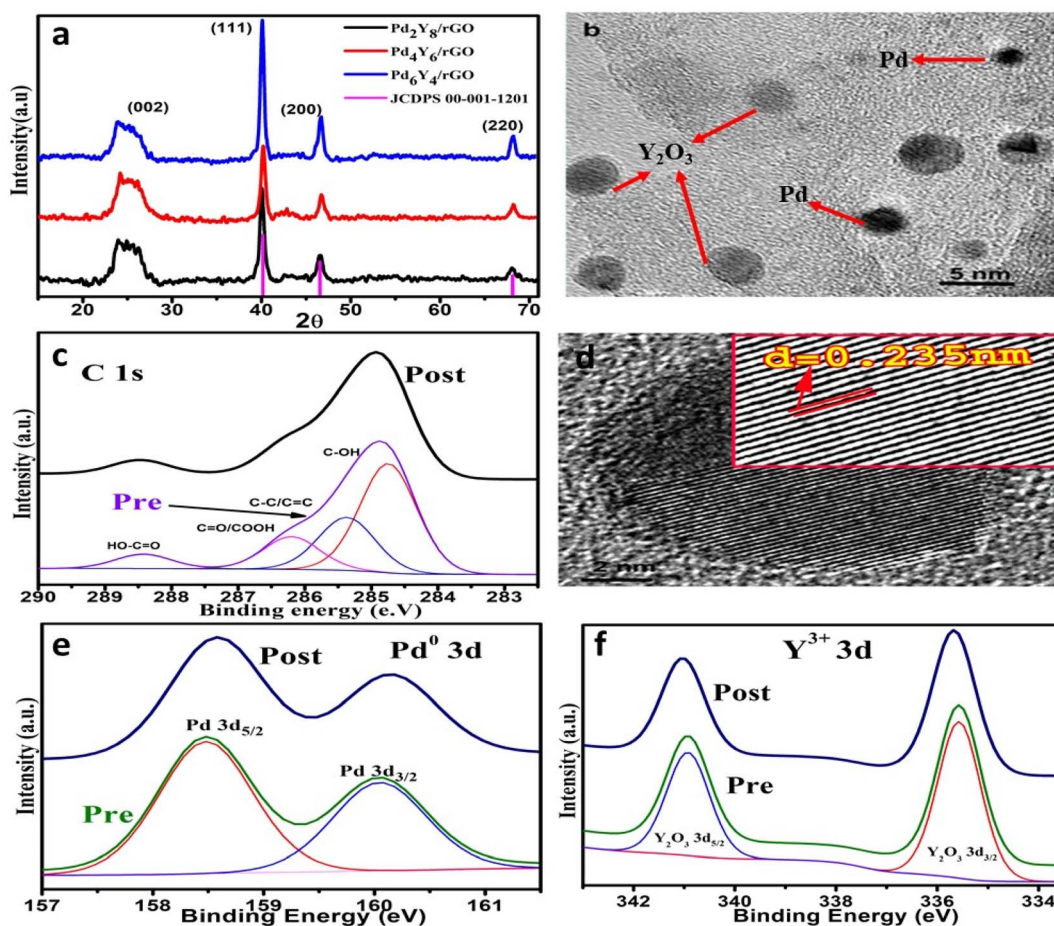 a
(111)
Pd₂Y₈/rGO
Pd₄Y₆/rGO
Pd₆Y₄/rGO
JCDPS 00-001-1201
(002)
(200)
(220)
Intensity(a.u)
20 30 40 50 60 70
2θ
b
Pd
Y₂O₃
Pd
5 nm
c
C 1s
Post
C-OH
Pre
C-C/C=C
C=O/COOH
HO-C=O
Intensity (a.u.)
290 289 288 287 286 285 284 283
Binding energy (e.V)
d
d=0.235nm
2 nm
e
Post
Pd⁰ 3d
Pd 3d₅/₂
Pd 3d₃/₂
Pre
Intensity (a.u.)
157 158 159 160 161
Binding Energy (eV)
f
Y³⁺ 3d
Post
Pre
Y₂O₃ 3d₅/₂
Y₂O₃ 3d₃/₂
Intensity (a.u.)
342 340 338 336 334
Binding Energy (eV)